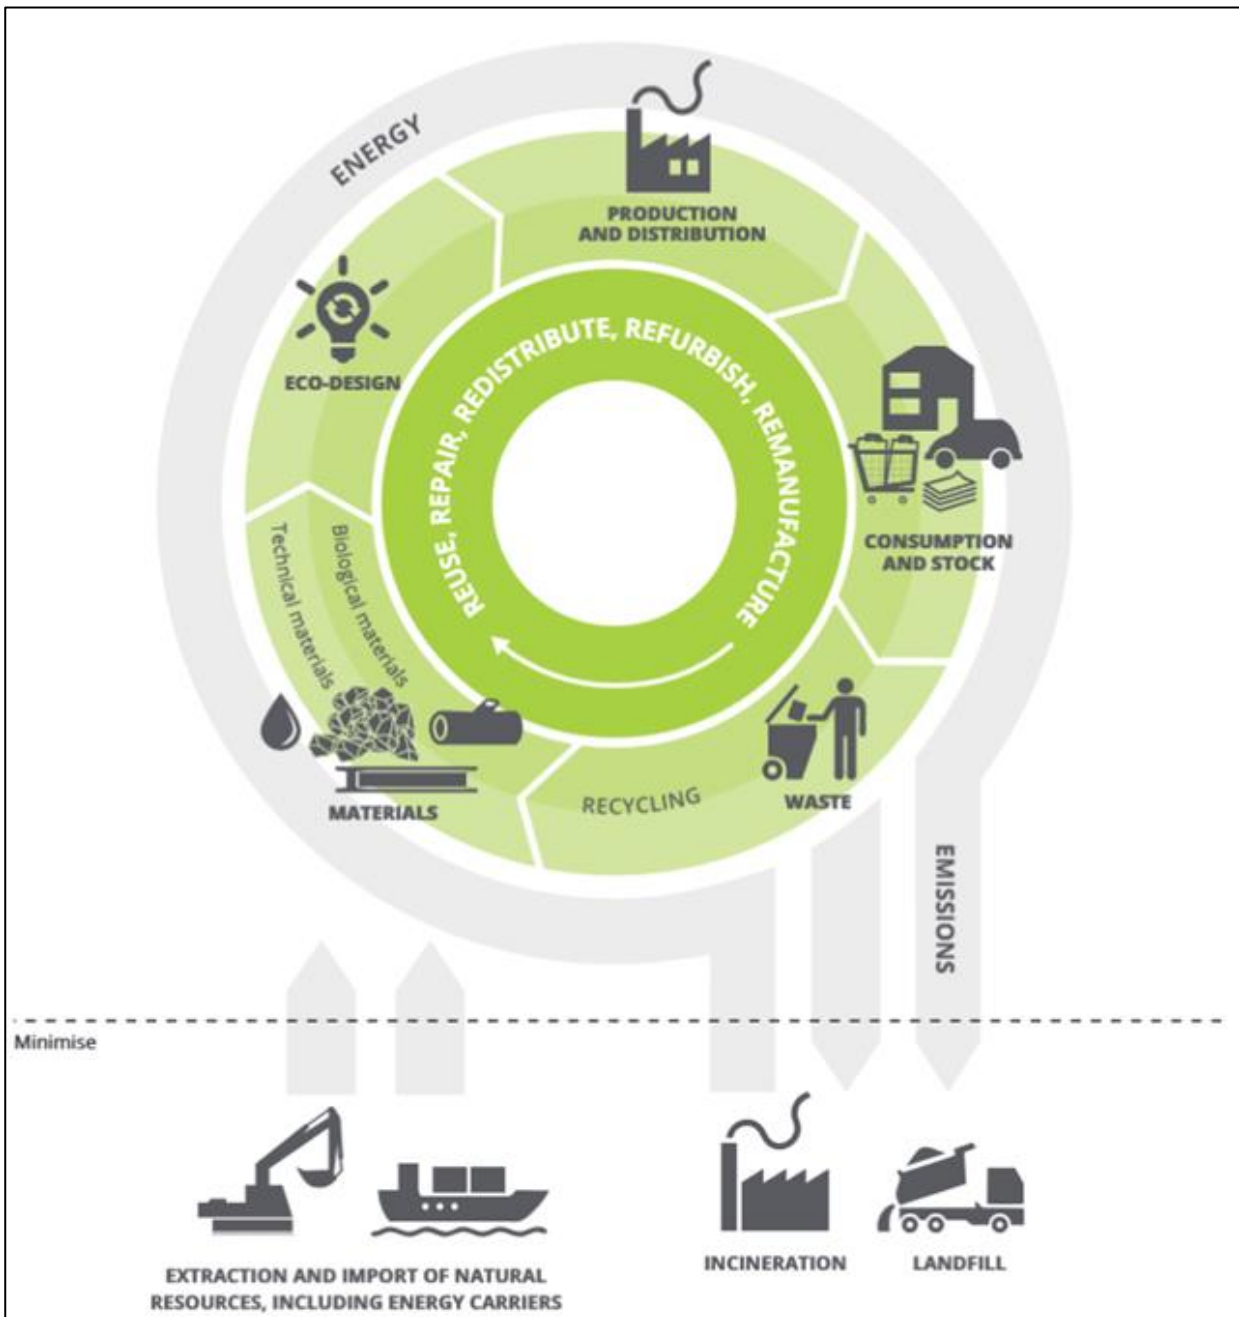 ENERGY
PRODUCTION
AND DISTRIBUTION
ECO-DESIGN
REUSE, REPAIR, REDISTRIBUTE, REFURBISH, REMANUFACTURE
CONSUMPTION
AND STOCK
Technical materials
Biological materials
MATERIALS
RECYCLING
WASTE
EMISSIONS
Minimise
EXTRACTION AND IMPORT OF NATURAL
RESOURCES, INCLUDING ENERGY CARRIERS
INCINERATION
LANDFILL